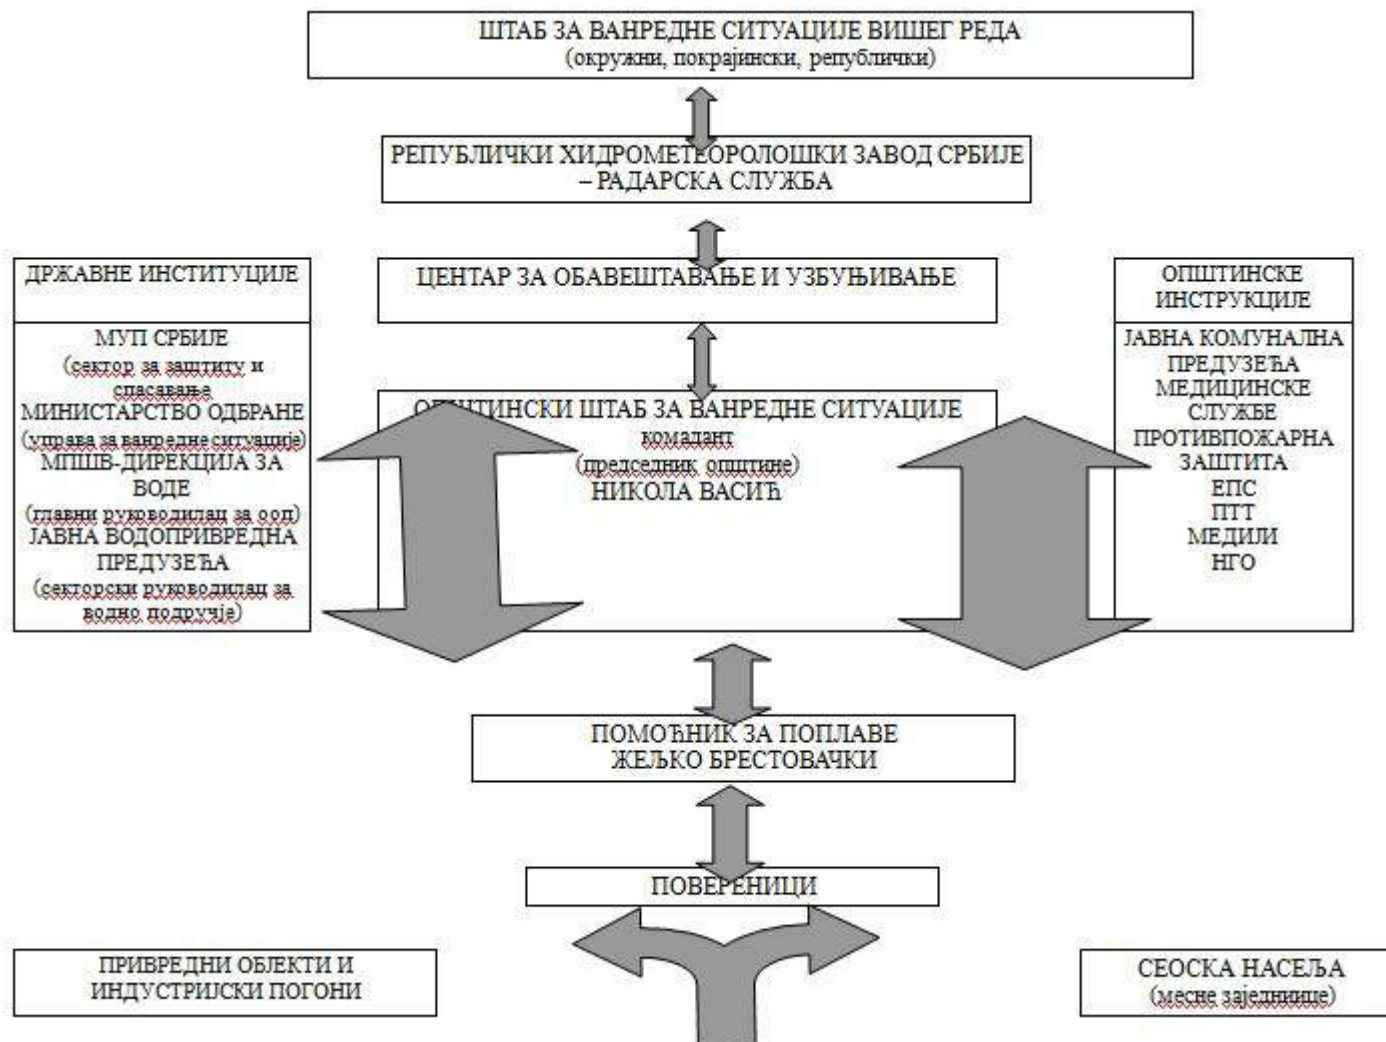 ШТАБ ЗА ВАНРЕДНЕ СИТУАЦИЈЕ ВИШЕГ РЕДА
(окружни, покрајински, републички)
РЕПУБЛИЧКИ ХИДРОМЕТЕОРОЛОШКИ ЗАВОД СРБИЈЕ
– РАДАРСКА СЛУЖБА
ДРЖАВНЕ ИНСТИТУЦИЈЕ
МУП СРБИЈЕ
(сектор за заштиту и
спасавање
МИНИСТАРСТВО ОДБРАНЕ
(управа за ванредне ситуације)
МПШВ-ДИРЕКЦИЈА ЗА
ВОДЕ
(главни руководилац за ооп)
ЈАВНА ВОДОПРИВРЕДНА
ПРЕДУЗЕЋА
(секторски руководилац за
водно подручје)
ЦЕНТАР ЗА ОБАВЕШТАВАЊЕ И УЗБУЊИВАЊЕ
ОПШТИНСКИ ШТАБ ЗА ВАНРЕДНЕ СИТУАЦИЈЕ
комадант
(председник општине)
НИКОЛА ВАСИЋ
ОПШТИНСКЕ
ИНСТРУКЦИЈЕ
ЈАВНА КОМУНАЛНА
ПРЕДУЗЕЋА
МЕДИЦИНСКЕ
СЛУЖБЕ
ПРОТИВПОЖАРНА
ЗАШТИТА
ЕПС
ПТТ
МЕДИЈИ
НГО
ПОМОЋНИК ЗА ПОПЛАВЕ
ЖЕЉКО БРЕСТОВАЧКИ
ПОВЕРЕНИЦИ
ПРИВРЕДНИ ОБЈЕКТИ И
ИНДУСТРИЈСКИ ПОГОНИ
СЕОСКА НАСЕЉА
(месне заједниице)